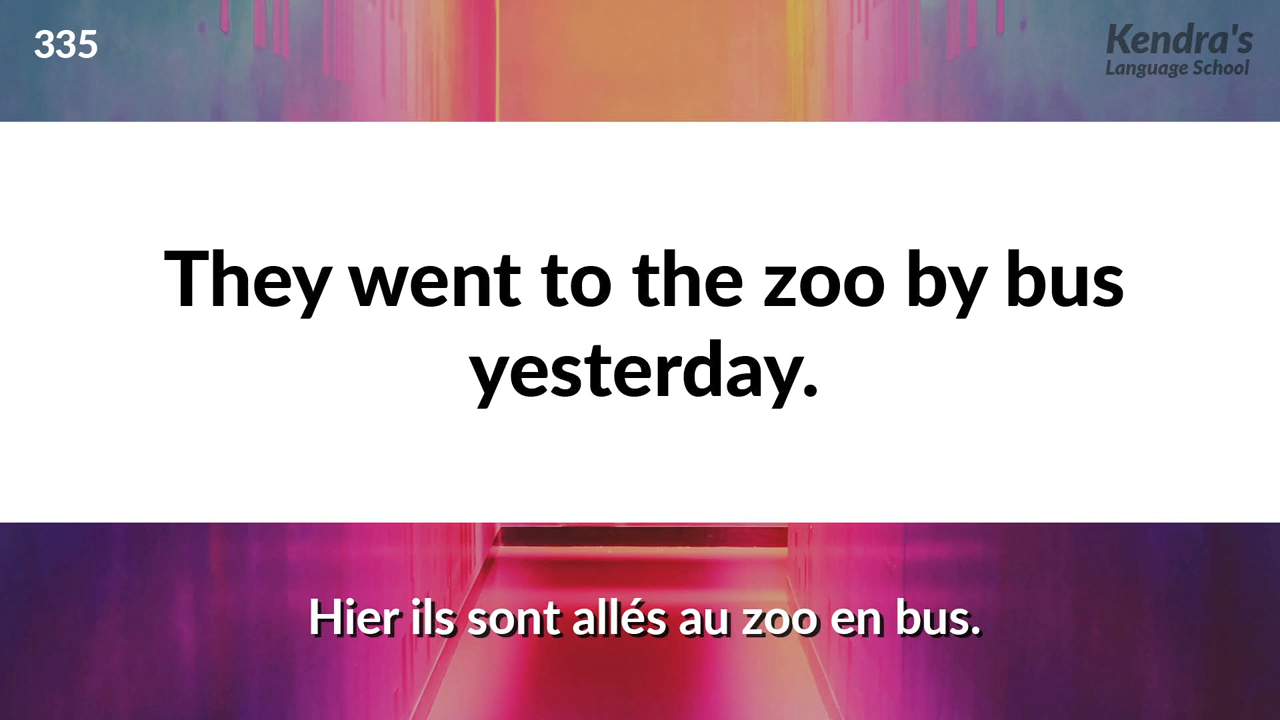 335
Kendra's
Language School
They went to the zoo by bus
yesterday.
Hier ils sont allés au zoo en bus.